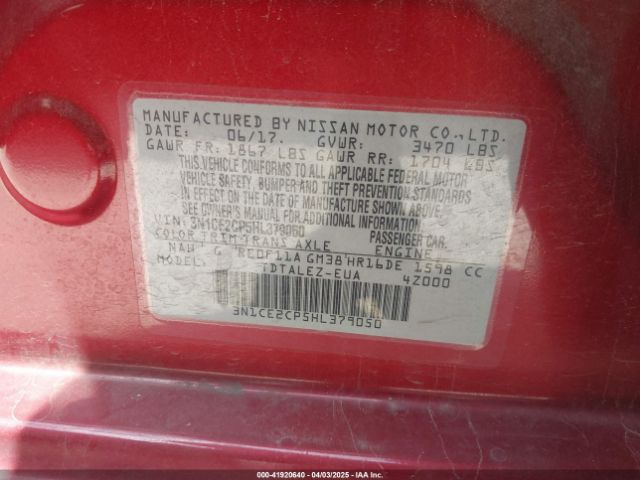 MANUFACTURED BY NISSAN MOTOR CO.,LTD.
DATE: 06/17. GVWR: 3470 LBS
GAWR FR: 1867 LBS GAWR RR: 1704 LBS
THIS VEHICLE CONFORMS TO ALL APPLICABLE FEDERAL MOTOR
VEHICLE SAFETY, BUMPER AND THEFT PREVENTION STANDARDS
IN EFFECT ON THE DATE OF MANUFACTURE SHOWN ABOVE.
SEE OWNER'S MANUAL FOR ADDITIONAL INFORMATION.
VIN: 3N1CE2CP5HL379050 PASSENGER CAR.
COLOR TRIM TRANS AXLE ENGINE
NAH G RE0F11A GM38 HR16DE 1598 CC
MODEL: TDTALEZ-EUA 4Z000
3N1CE2CP5HL379050
000-41920640 - 04/03/2025 - IAAI.COM